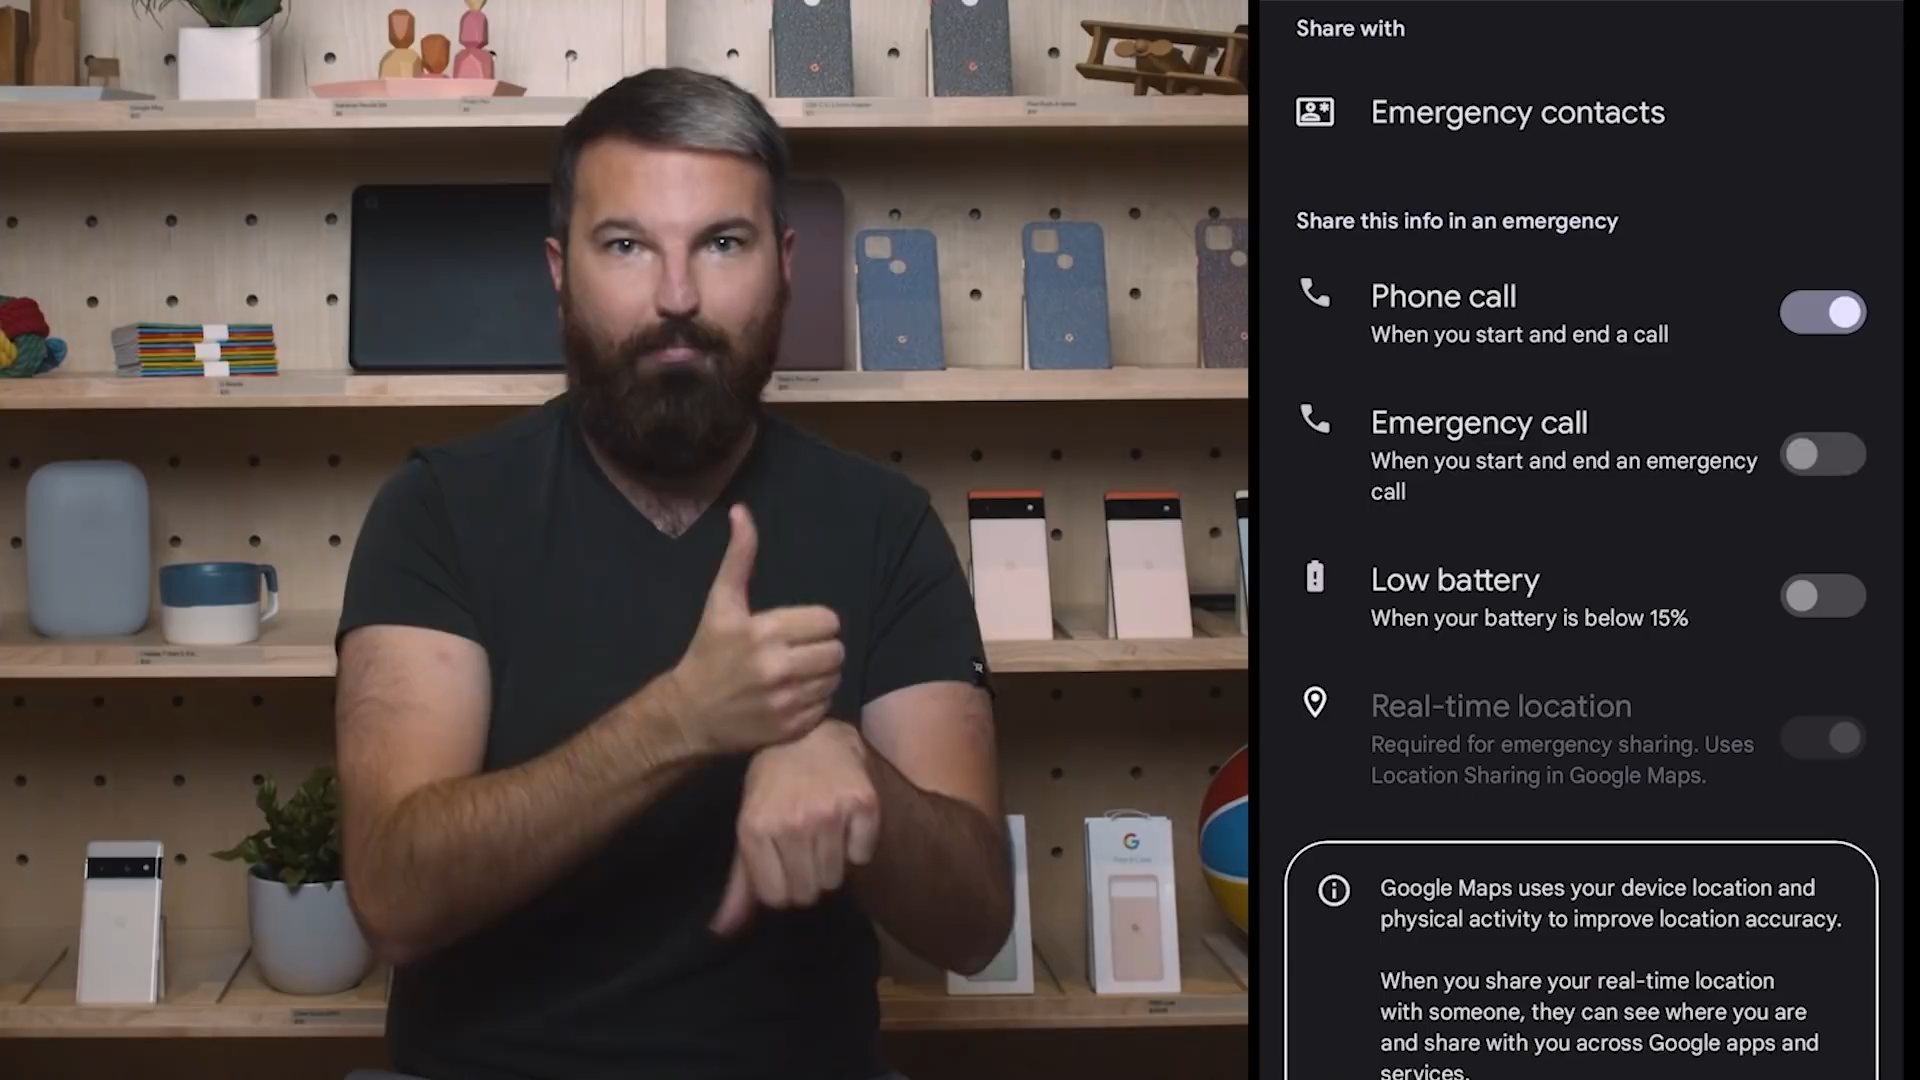 Share with
Emergency contacts
Share this info in an emergency
Phone call
When you start and end a call
Emergency call
When you start and end an emergency
call
Low battery
When your battery is below 15%
Real-time location
Required for emergency sharing. Uses
Location Sharing in Google Maps.
Google Maps uses your device location and
physical activity to improve location accuracy.
When you share your real-time location
with someone, they can see where you are
and share with you across Google apps and
services.